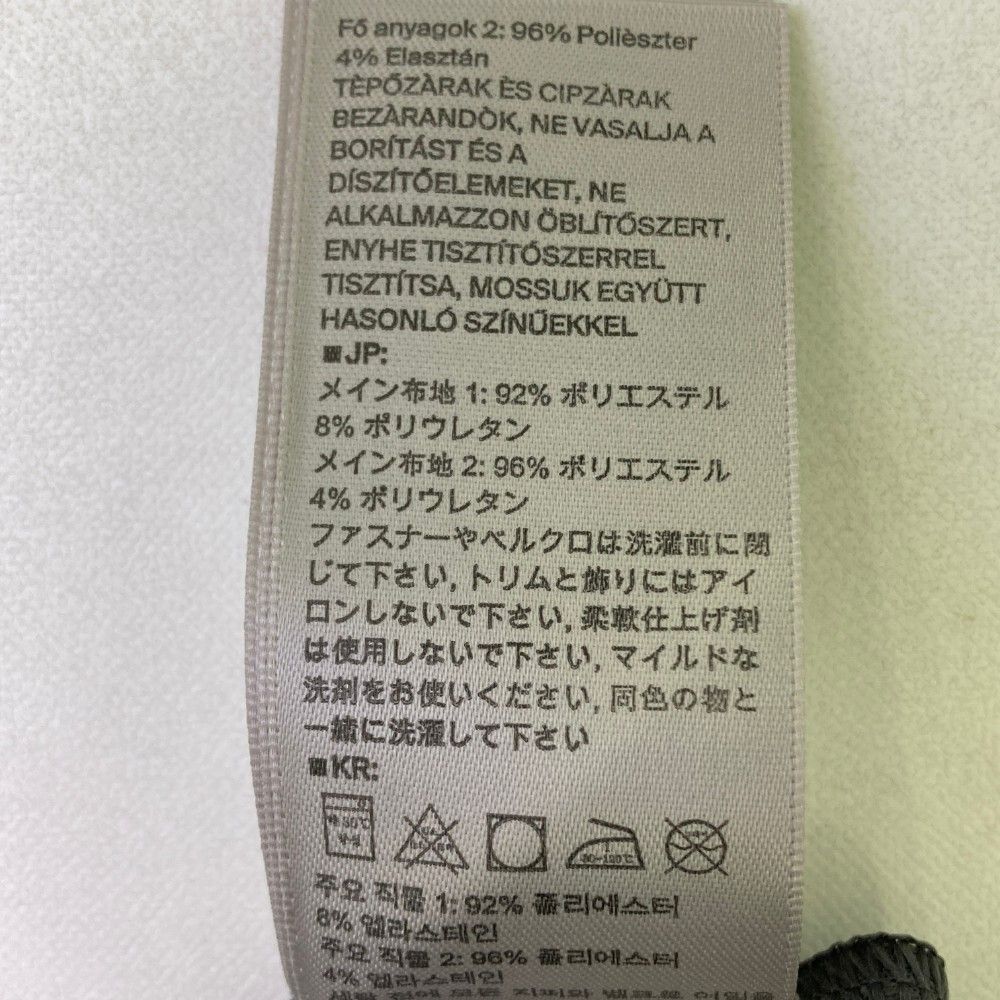 Fő anyagok 2: 96% Polièszter
4% Elasztán
TÈPŐZÀRAK ÈS CIPZÀRAK
BEZÀRANDÒK, NE VASALJA A
BORÍTÁST ÉS A
DÍSZÍTŐELEMEKET, NE
ALKALMAZZON ÖBLÍTŐSZERT,
ENYHE TISZTÍTÓSZERREL
TISZTÍTSA, MOSSUK EGYÜTT
HASONLÓ SZÍNŰEKKEL
■JP:
メイン布地 1: 92% ポリエステル
8% ポリウレタン
メイン布地 2: 96% ポリエステル
4% ポリウレタン
ファスナーやベルクロは洗濯前に閉
じて下さい, トリムと飾りにはアイ
ロンしないで下さい, 柔軟仕上げ剤
は使用しないで下さい, マイルドな
洗剤をお使いください, 同色の物と
一緒に洗濯して下さい
■KR:
약 30℃
중성
80~120℃
주요 직물 1: 92% 폴리에스터
8% 엘라스테인
주요 직물 2: 96% 폴리에스터
4% 엘라스테인